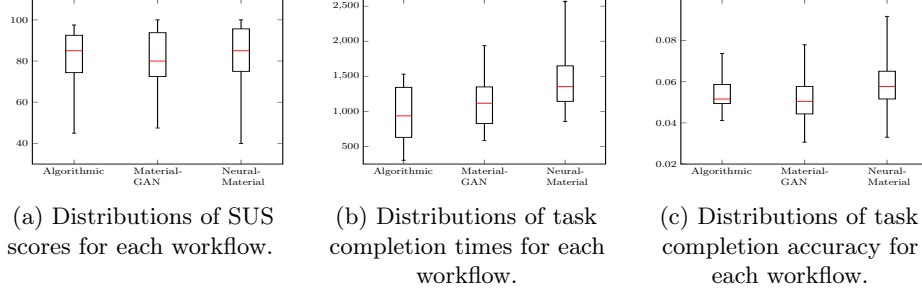 100
80
60
40
Algorithmic
Material-
GAN
Neural-
Material
(a) Distributions of SUS
scores for each workflow.
2,500
2,000
1,500
1,000
500
Algorithmic
Material-
GAN
Neural-
Material
(b) Distributions of task
completion times for each
workflow.
0.08
0.06
0.04
0.02
Algorithmic
Material-
GAN
Neural-
Material
(c) Distributions of task
completion accuracy for
each workflow.